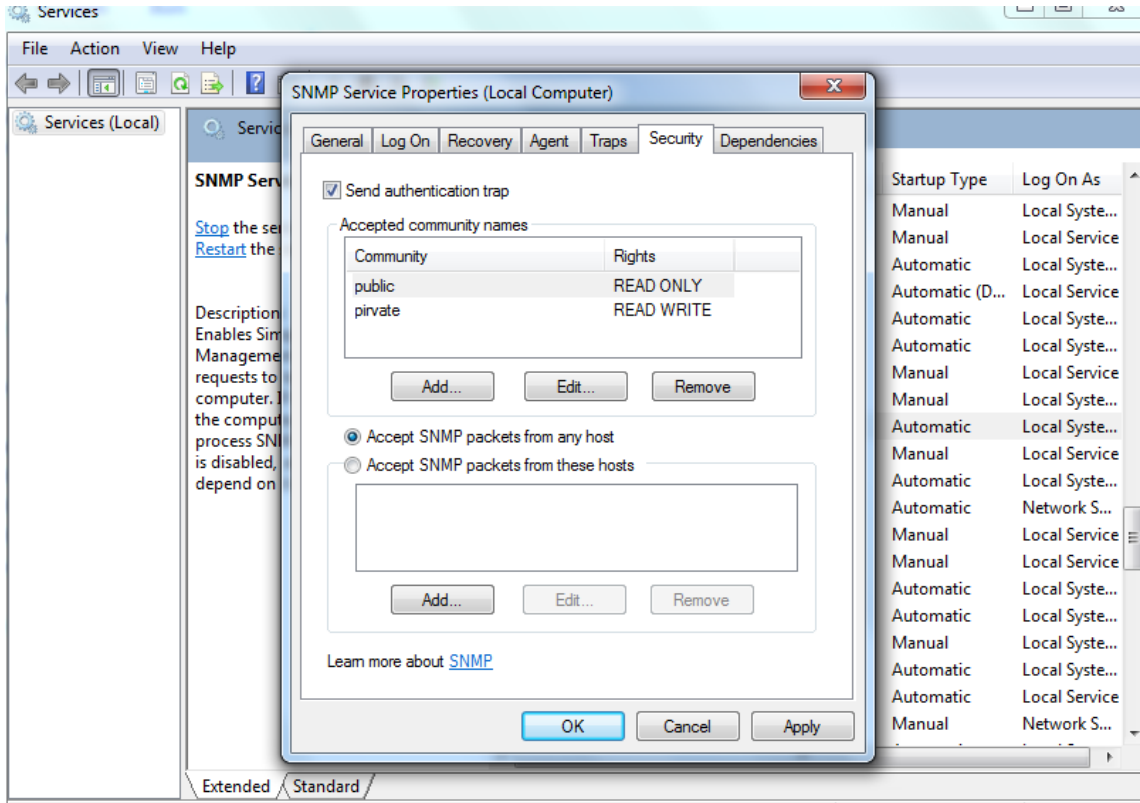 Services
File Action View Help
Services (Local)
Servic
SNMP Serv
Stop the ser
Restart the
Description
Enables Sim
Manageme
requests to
computer. I
the comput
process SNI
is disabled,
depend on
SNMP Service Properties (Local Computer)
General Log On Recovery Agent Traps Security Dependencies
Send authentication trap
Accepted community names
Community Rights
public READ ONLY
pirvate READ WRITE
Add... Edit... Remove
Accept SNMP packets from any host
Accept SNMP packets from these hosts
Add... Edit... Remove
Learn more about SNMP
OK Cancel Apply
Startup Type Log On As
Manual Local Syste...
Manual Local Service
Automatic Local Syste...
Automatic (D... Local Service
Automatic Local Syste...
Automatic Local Syste...
Manual Local Service
Manual Local Syste...
Automatic Local Syste...
Manual Local Service
Automatic Local Syste...
Automatic Network S...
Manual Local Service
Manual Local Service
Automatic Local Syste...
Automatic Local Syste...
Manual Local Syste...
Automatic Local Syste...
Automatic Local Service
Manual Network S...
Extended Standard